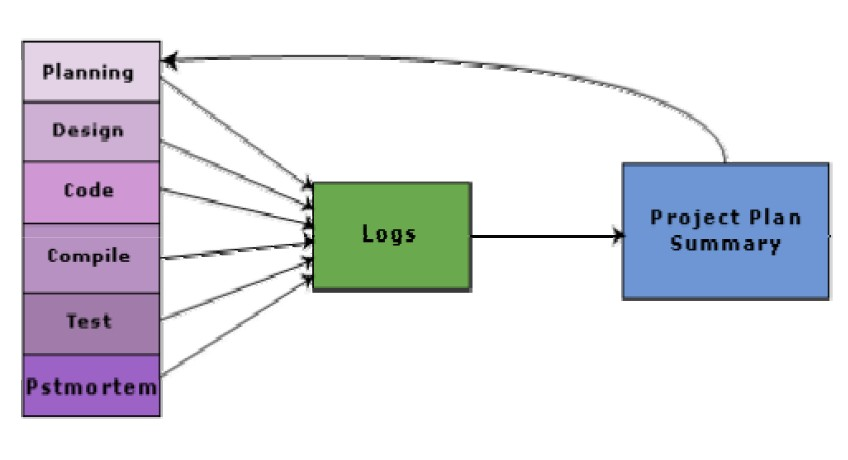 Planning
Design
Code
Compile
Test
Pstmortem
Logs
Project Plan
Summary